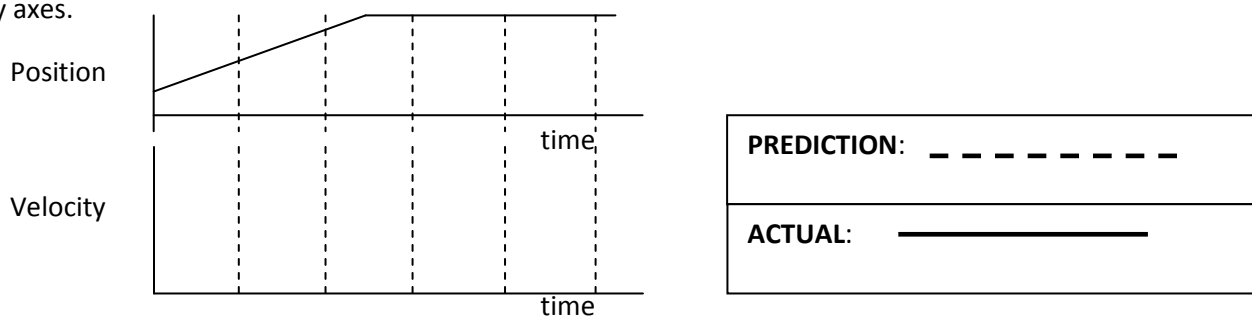 y axes.
Position
time
PREDICTION:
Velocity
ACTUAL:
time